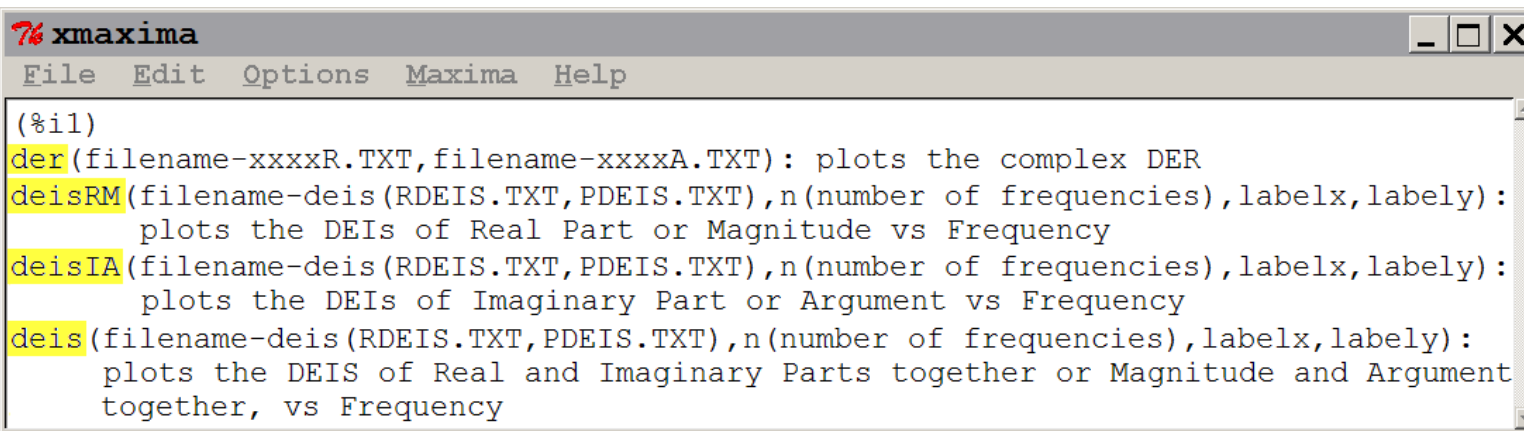 xmaxima
File Edit Options Maxima Help
(%i1)
der(filename-xxxxR.TXT,filename-xxxxA.TXT): plots the complex DER
deisRM(filename-deis(RDEIS.TXT,PDEIS.TXT),n(number of frequencies),labelx,labely):
plots the DEIs of Real Part or Magnitude vs Frequency
deisIA(filename-deis(RDEIS.TXT,PDEIS.TXT),n(number of frequencies),labelx,labely):
plots the DEIs of Imaginary Part or Argument vs Frequency
deis(filename-deis(RDEIS.TXT,PDEIS.TXT),n(number of frequencies),labelx,labely):
plots the DEIS of Real and Imaginary Parts together or Magnitude and Argument
together, vs Frequency